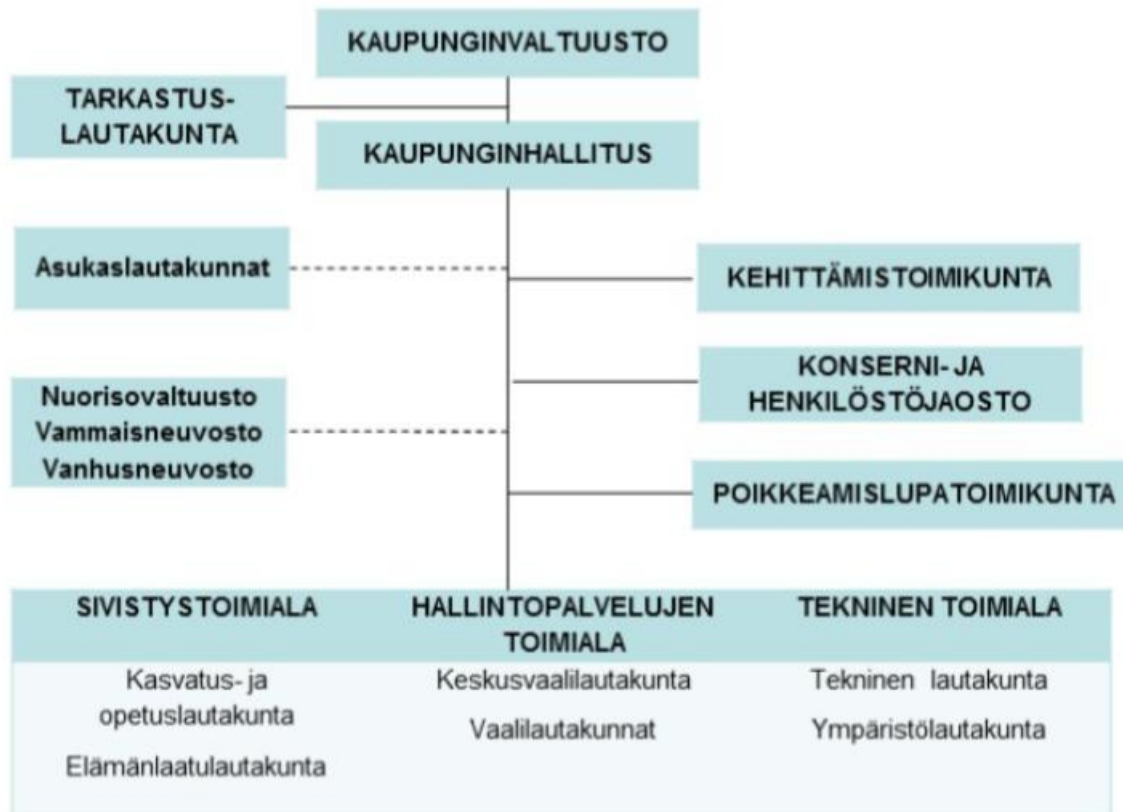 KAUPUNGINVALTUUSTO
TARKASTUS-
LAUTAKUNTA
KAUPUNGINHALLITUS
Asukaslautakunnat
KEHITTÄMISTOIMIKUNTA
KONSERNI- JA
HENKILÖSTÖJAOSTO
Nuorisovaltuusto
Vammaisneuvosto
Vanhusneuvosto
POIKKEAMISLUPATOIMIKUNTA
SIVISTYSTOIMIALA
HALLINTOPALVELUJEN
TOIMIALA
TEKNINEN TOIMIALA
Kasvatus- ja
opetuslautakunta
Elämänlaatulautakunta
Keskusvaalilautakunta
Vaalilautakunnat
Tekninen lautakunta
Ympäristölautakunta